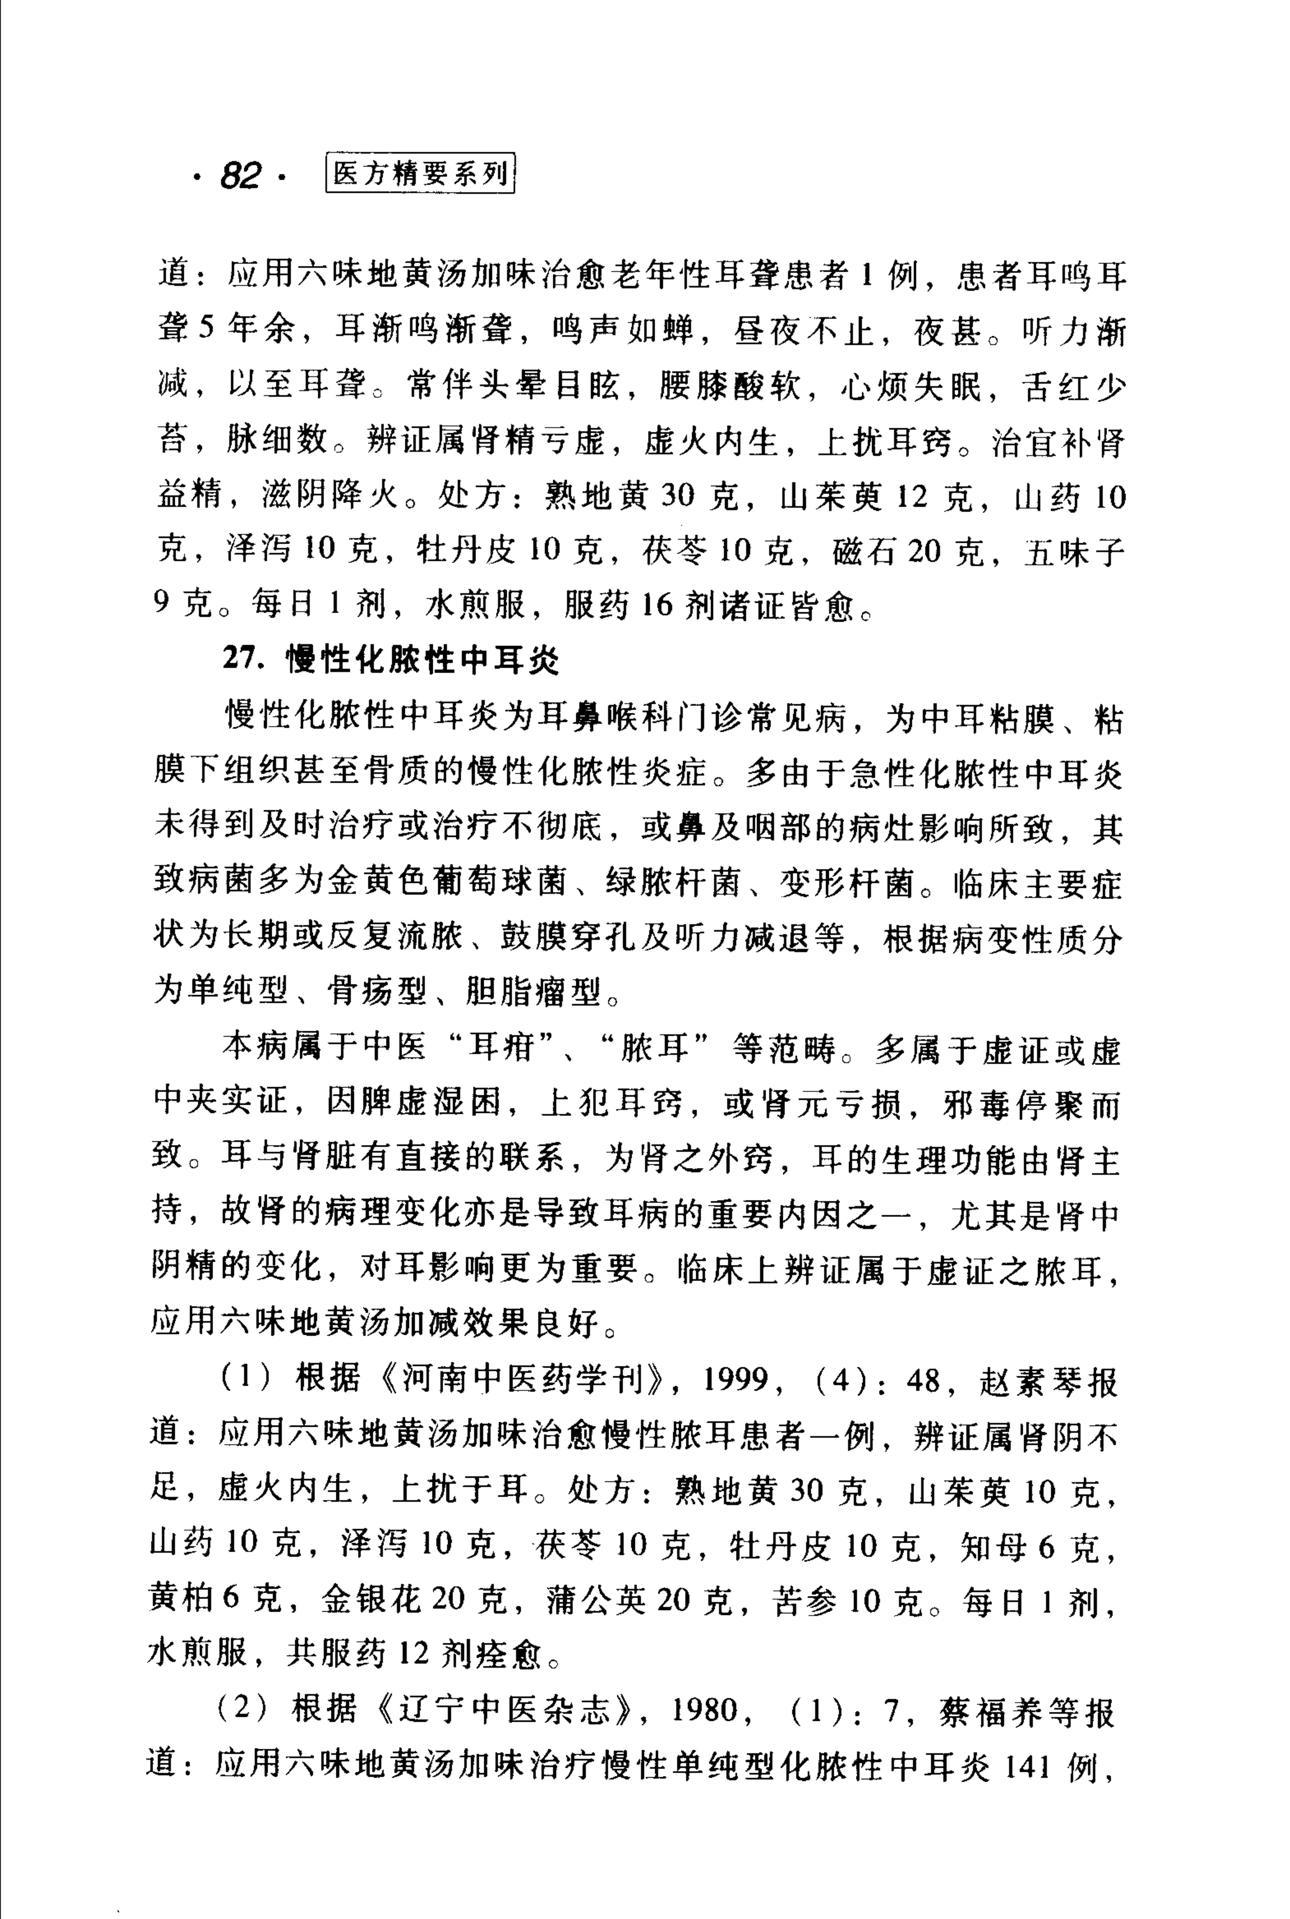 · 82 · 医方精要系列
道：应用六味地黄汤加味治愈老年性耳聋患者 1 例，患者耳鸣耳
聋 5 年余，耳渐鸣渐聋，鸣声如蝉，昼夜不止，夜甚。听力渐
减，以至耳聋。常伴头晕目眩，腰膝酸软，心烦失眠，舌红少
苔，脉细数。辨证属肾精亏虚，虚火内生，上扰耳窍。治宜补肾
益精，滋阴降火。处方：熟地黄 30 克，山茱萸 12 克，山药 10
克，泽泻 10 克，牡丹皮 10 克，茯苓 10 克，磁石 20 克，五味子
9 克。每日 1 剂，水煎服，服药 16 剂诸证皆愈。
27. 慢性化脓性中耳炎
慢性化脓性中耳炎为耳鼻喉科门诊常见病，为中耳粘膜、粘
膜下组织甚至骨质的慢性化脓性炎症。多由于急性化脓性中耳炎
未得到及时治疗或治疗不彻底，或鼻及咽部的病灶影响所致，其
致病菌多为金黄色葡萄球菌、绿脓杆菌、变形杆菌。临床主要症
状为长期或反复流脓、鼓膜穿孔及听力减退等，根据病变性质分
为单纯型、骨疡型、胆脂瘤型。
本病属于中医“耳疳”、“脓耳”等范畴。多属于虚证或虚
中夹实证，因脾虚湿困，上犯耳窍，或肾元亏损，邪毒停聚而
致。耳与肾脏有直接的联系，为肾之外窍，耳的生理功能由肾主
持，故肾的病理变化亦是导致耳病的重要内因之一，尤其是肾中
阴精的变化，对耳影响更为重要。临床上辨证属于虚证之脓耳，
应用六味地黄汤加减效果良好。
（1）根据《河南中医药学刊》，1999，（4）：48，赵素琴报
道：应用六味地黄汤加味治愈慢性脓耳患者一例，辨证属肾阴不
足，虚火内生，上扰于耳。处方：熟地黄 30 克，山茱萸 10 克，
山药 10 克，泽泻 10 克，茯苓 10 克，牡丹皮 10 克，知母 6 克，
黄柏 6 克，金银花 20 克，蒲公英 20 克，苦参 10 克。每日 1 剂，
水煎服，共服药 12 剂痊愈。
（2）根据《辽宁中医杂志》，1980，（1）：7，蔡福养等报
道：应用六味地黄汤加味治疗慢性单纯型化脓性中耳炎 141 例，